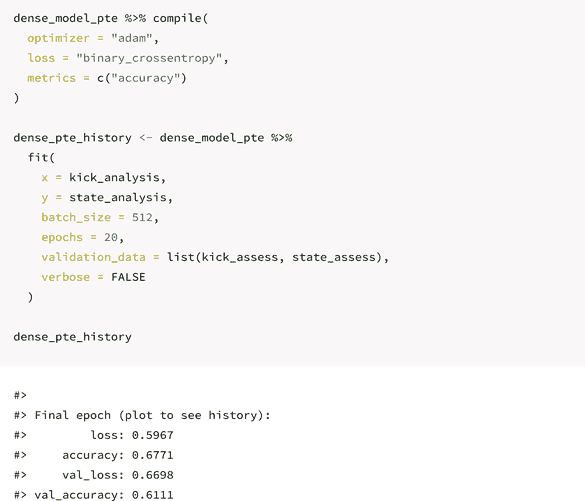 dense_model_pte %>% compile(
  optimizer = "adam",
  loss = "binary_crossentropy",
  metrics = c("accuracy")
)
dense_pte_history <- dense_model_pte %>%
  fit(
    x = kick_analysis,
    y = state_analysis,
    batch_size = 512,
    epochs = 20,
    validation_data = list(kick_assess, state_assess),
    verbose = FALSE
  )
dense_pte_history
#>
#> Final epoch (plot to see history):
#>         loss: 0.5967
#>     accuracy: 0.6771
#>     val_loss: 0.6698
#> val_accuracy: 0.6111